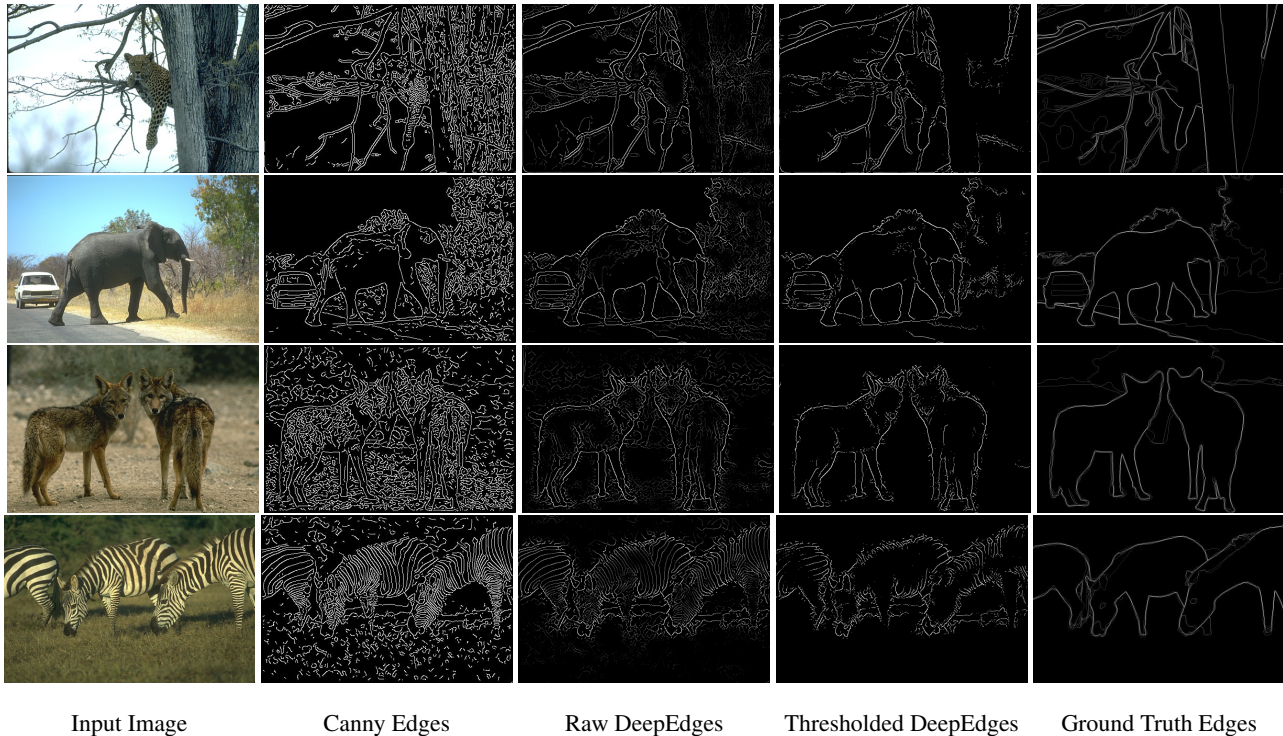 Input Image
Canny Edges
Raw DeepEdges
Thresholded DeepEdges
Ground Truth Edges